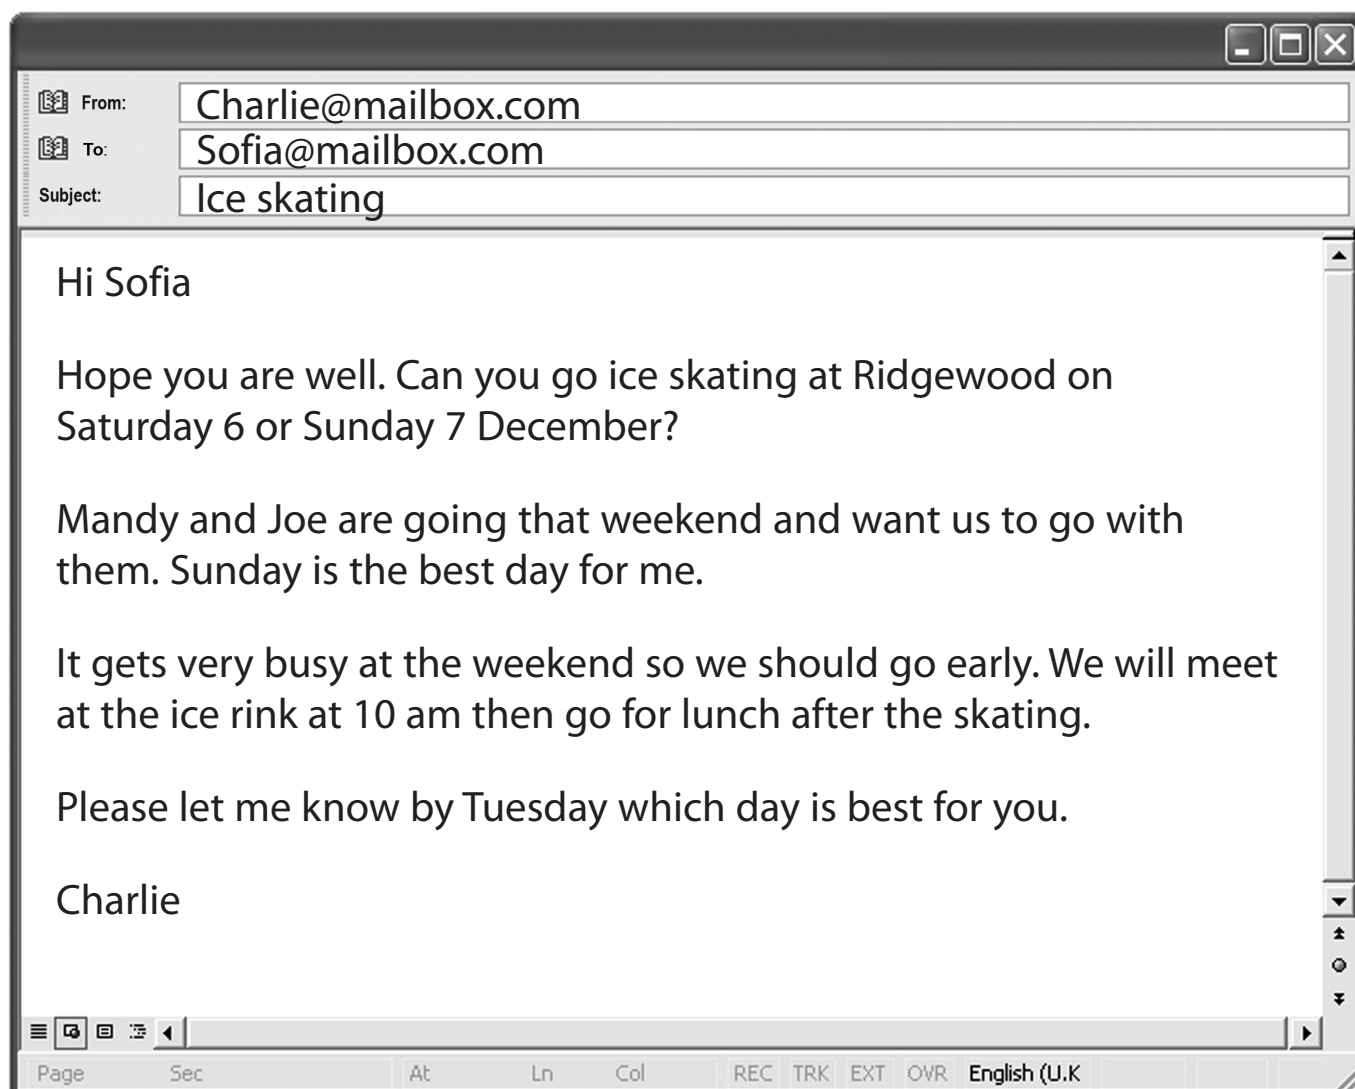 From: Charlie@mailbox.com
To: Sofia@mailbox.com
Subject: Ice skating
Hi Sofia
Hope you are well. Can you go ice skating at Ridgewood on
Saturday 6 or Sunday 7 December?
Mandy and Joe are going that weekend and want us to go with
them. Sunday is the best day for me.
It gets very busy at the weekend so we should go early. We will meet
at the ice rink at 10 am then go for lunch after the skating.
Please let me know by Tuesday which day is best for you.
Charlie
Page Sec At Ln Col REC TRK EXT OVR English (U.K